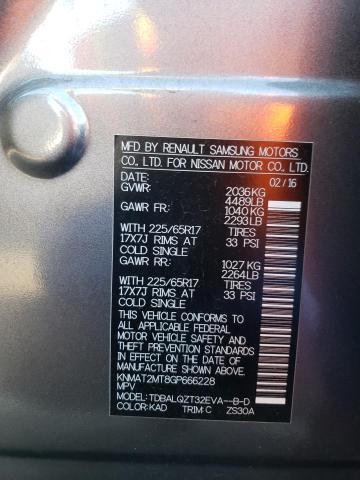 MFD BY RENAULT SAMSUNG MOTORS
CO., LTD. FOR NISSAN MOTOR CO., LTD.
DATE: 02/16
GVWR: 2036KG
4489LB
GAWR FR: 1040KG
2293LB
WITH 225/65R17 TIRES
17X7J RIMS AT 33 PSI
COLD SINGLE
GAWR RR: 1027KG
2264LB
WITH 225/65R17 TIRES
17X7J RIMS AT 33 PSI
COLD SINGLE
THIS VEHICLE CONFORMS
TO ALL APPLICABLE FEDERAL
MOTOR VEHICLE SAFETY
STANDARDS IN EFFECT ON THE
DATE OF MANUFACTURE
SHOWN ABOVE.
KNMAT2MT8GP666228
MPV
MODEL: TDBALQZT32EVA--B-D
COLOR:KAD TRIM:C ZS30A